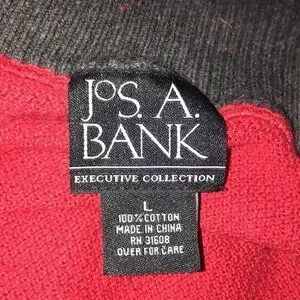 JOS. A.
BANK
EXECUTIVE COLLECTION
L
100% COTTON
MADE IN CHINA
RN 31608
OVER FOR CARE